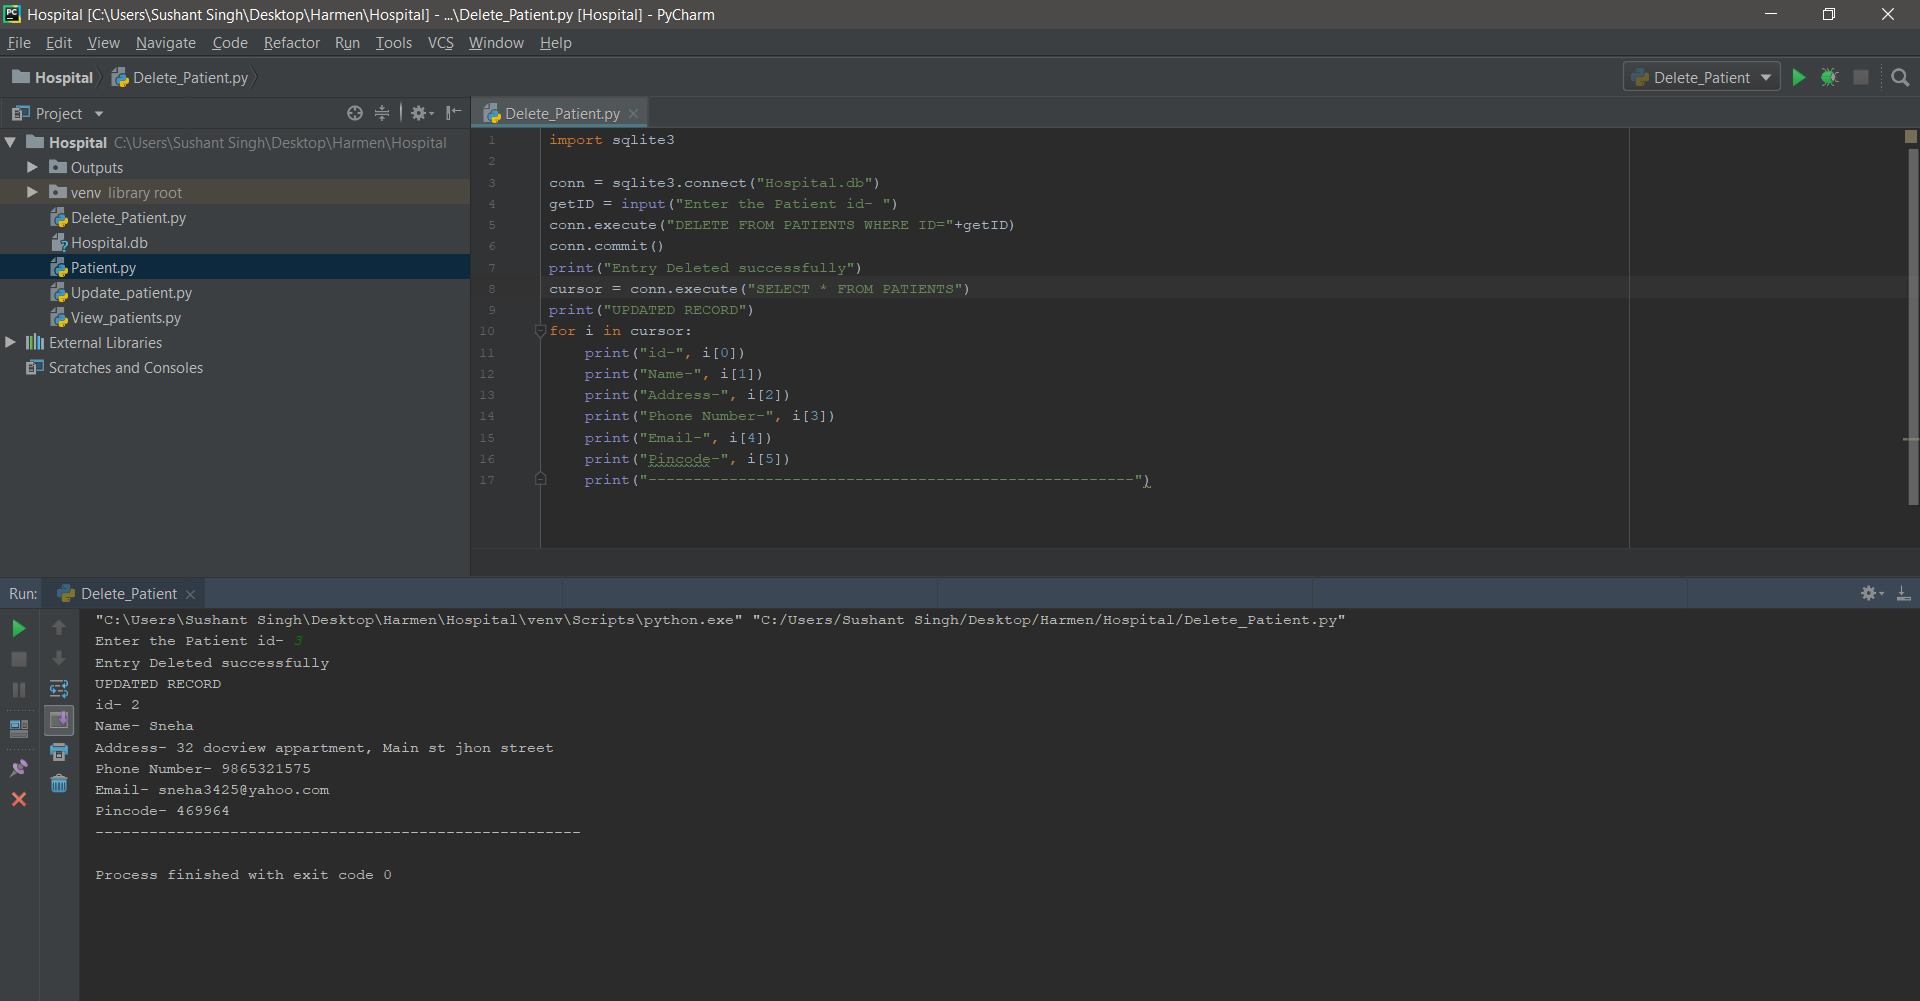 Hospital [C:\Users\Sushant Singh\Desktop\Harmen\Hospital] - ...\Delete_Patient.py [Hospital] - PyCharm
File Edit View Navigate Code Refactor Run Tools VCS Window Help
Hospital Delete_Patient.py Delete_Patient
Project
Hospital C:\Users\Sushant Singh\Desktop\Harmen\Hospital
Outputs
venv library root
Delete_Patient.py
Hospital.db
Patient.py
Update_patient.py
View_patients.py
External Libraries
Scratches and Consoles
Delete_Patient.py
1 import sqlite3
2
3 conn = sqlite3.connect("Hospital.db")
4 getID = input("Enter the Patient id- ")
5 conn.execute("DELETE FROM PATIENTS WHERE ID="+getID)
6 conn.commit()
7 print("Entry Deleted successfully")
8 cursor = conn.execute("SELECT * FROM PATIENTS")
9 print("UPDATED RECORD")
10 for i in cursor:
11 print("id-", i[0])
12 print("Name-", i[1])
13 print("Address-", i[2])
14 print("Phone Number-", i[3])
15 print("Email-", i[4])
16 print("Pincode-", i[5])
17 print("------------------------------------------------------")
Run: Delete_Patient
"C:\Users\Sushant Singh\Desktop\Harmen\Hospital\venv\Scripts\python.exe" "C:/Users/Sushant Singh/Desktop/Harmen/Hospital/Delete_Patient.py"
Enter the Patient id- 3
Entry Deleted successfully
UPDATED RECORD
id- 2
Name- Sneha
Address- 32 docview appartment, Main st jhon street
Phone Number- 9865321575
Email- sneha3425@yahoo.com
Pincode- 469964
------------------------------------------------------
Process finished with exit code 0